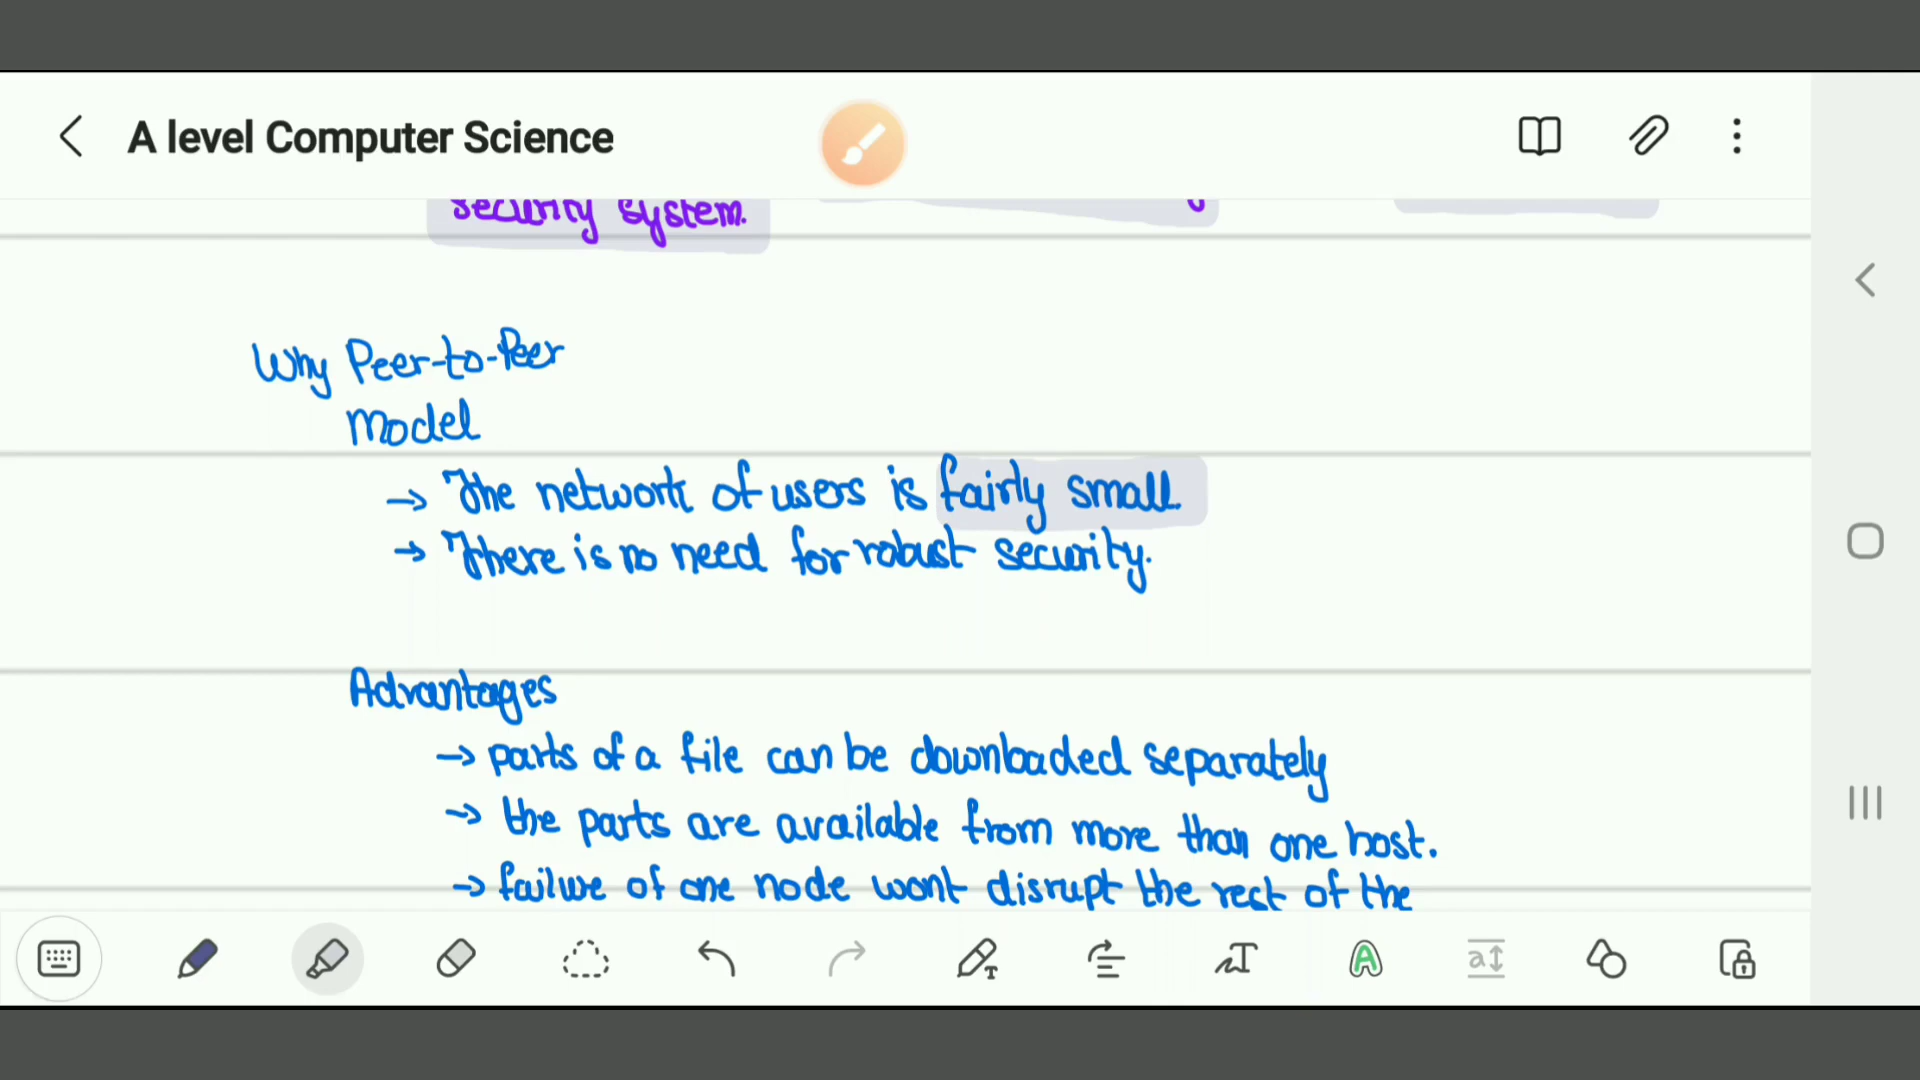 A level Computer Science
security system.
Why Peer-to-Peer
Model
→ The network of users is fairly small.
→ There is no need for robust security.
Advantages
→ parts of a file can be downloaded separately
→ the parts are available from more than one host.
→ failure of one node wont disrupt the rest of the